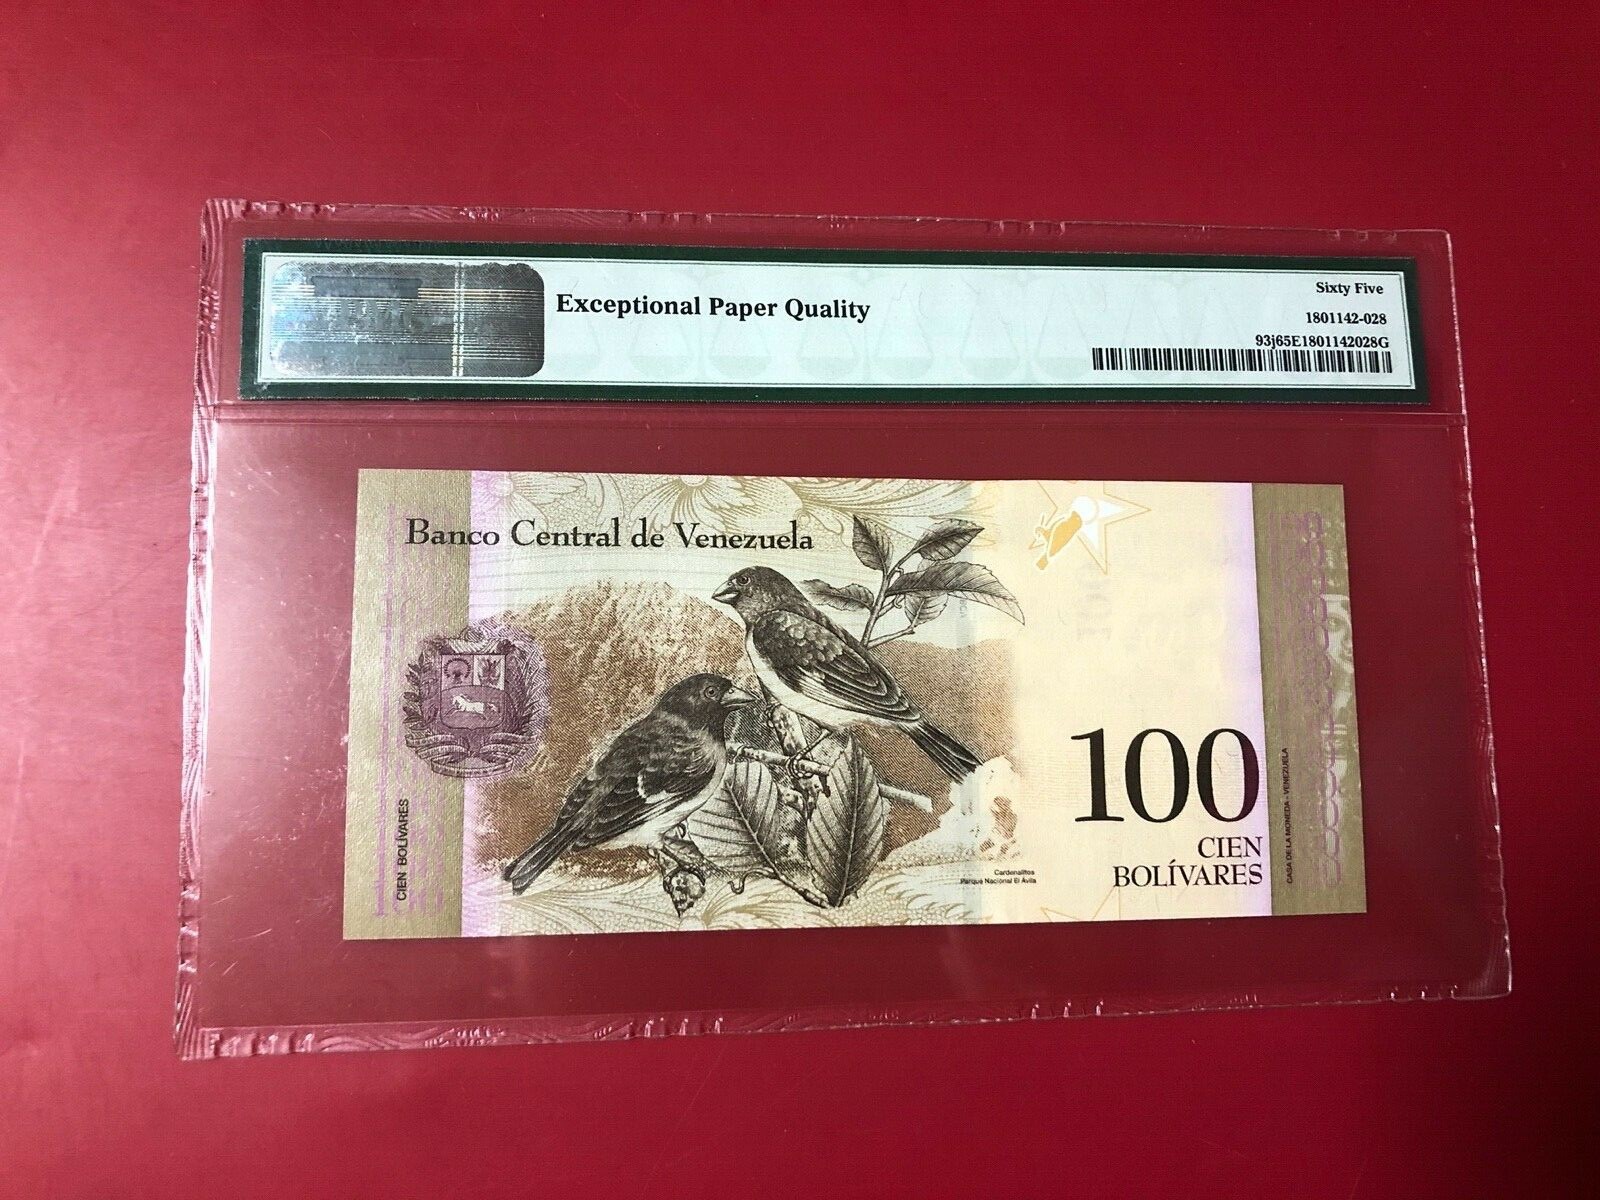 Exceptional Paper Quality
Sixty Five
1801142-028
93j65E1801142028G
Banco Central de Venezuela
CIEN BOLÍVARES
Cardenalitos
Parque Nacional El Ávila
100
CIEN
BOLÍVARES
CASA DE LA MONEDA - VENEZUELA